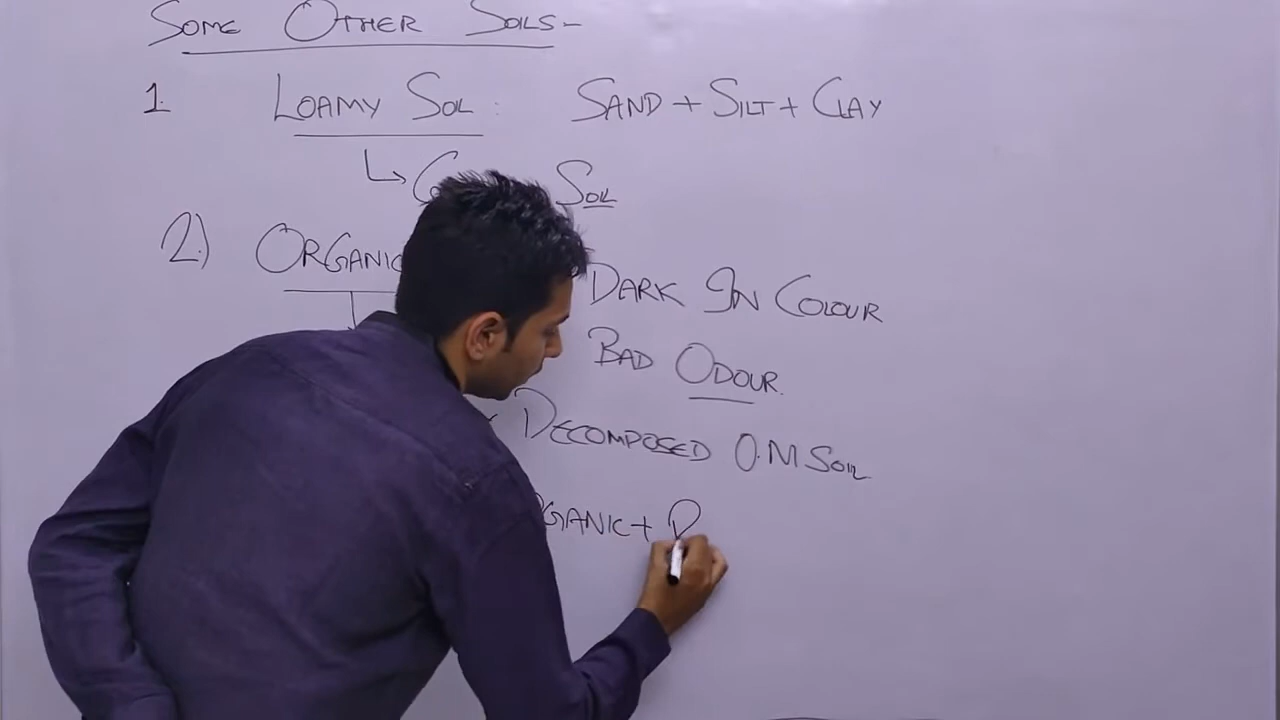 SOME OTHER SOILS-
1. LOAMY SOIL : SAND + SILT + CLAY
SOIL
2) ORGANIC
DARK IN COLOUR
BAD ODOUR.
DECOMPOSED O.M SOIL
GANIC +